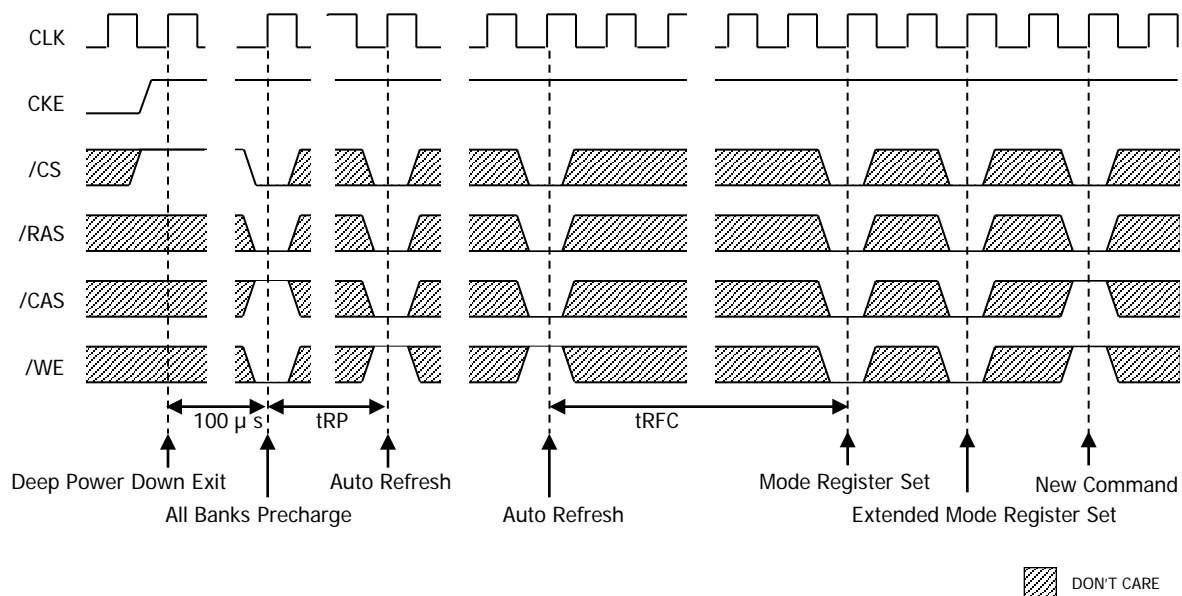 CLK
CKE
/CS
/RAS
/CAS
/WE
100 μ s
tRP
tRFC
Deep Power Down Exit
Auto Refresh
Mode Register Set
New Command
All Banks Precharge
Auto Refresh
Extended Mode Register Set
DON'T CARE